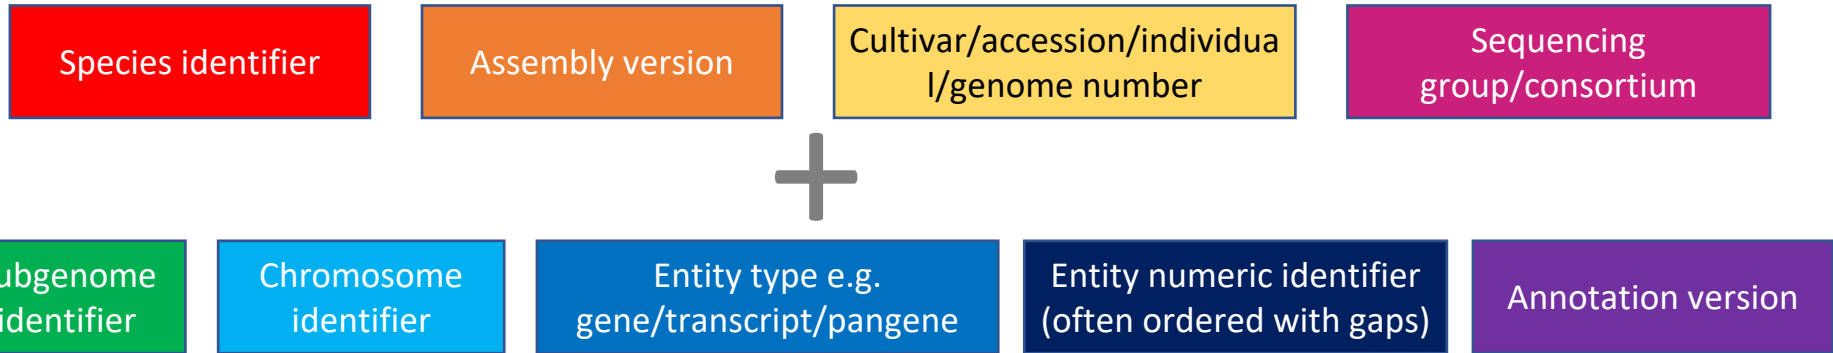 Species identifier
Assembly version
Cultivar/accession/individua
l/genome number
Sequencing
group/consortium
+
ubgenome
identifier
Chromosome
identifier
Entity type e.g.
gene/transcript/pangene
Entity numeric identifier
(often ordered with gaps)
Annotation version